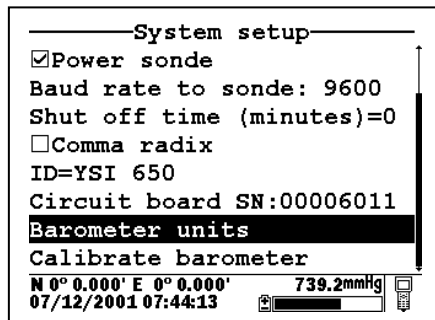 System setup
Power sonde
Baud rate to sonde: 9600
Shut off time (minutes)=0
Comma radix
ID=YSI 650
Circuit board SN:00006011
Barometer units
Calibrate barometer
N 0° 0.000' E 0° 0.000' 739.2mmHg
07/12/2001 07:44:13